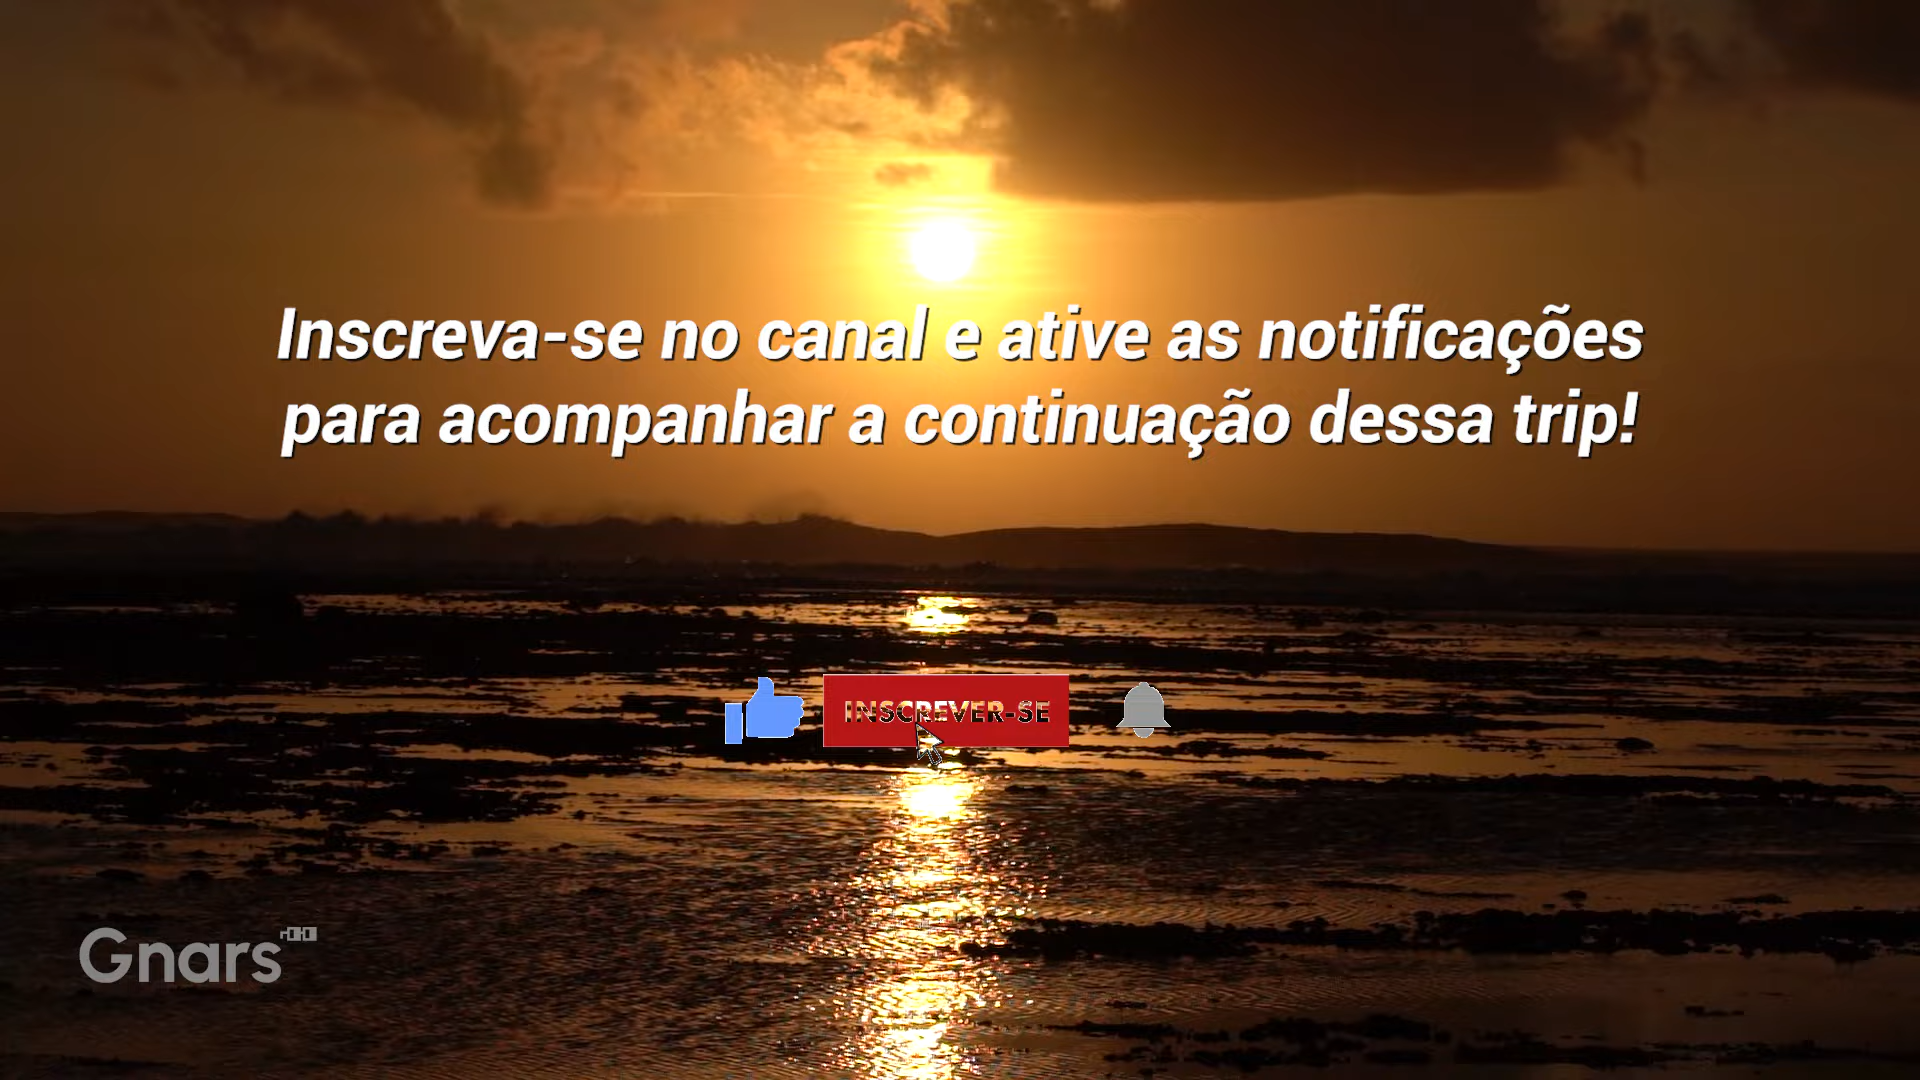 Inscreva-se no canal e ative as notificações
para acompanhar a continuação dessa trip!
INSCREVER-SE
Gnars